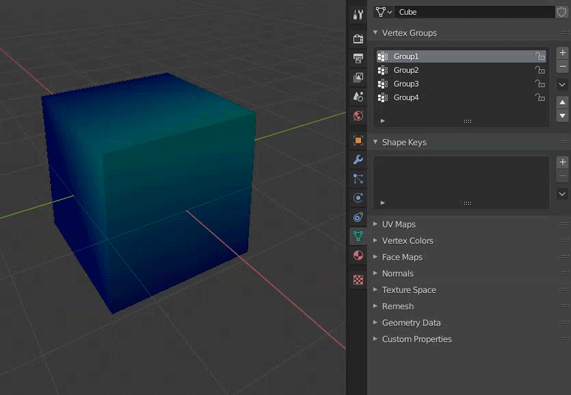 Cube
Vertex Groups
Group1
Group2
Group3
Group4
Shape Keys
UV Maps
Vertex Colors
Face Maps
Normals
Texture Space
Remesh
Geometry Data
Custom Properties